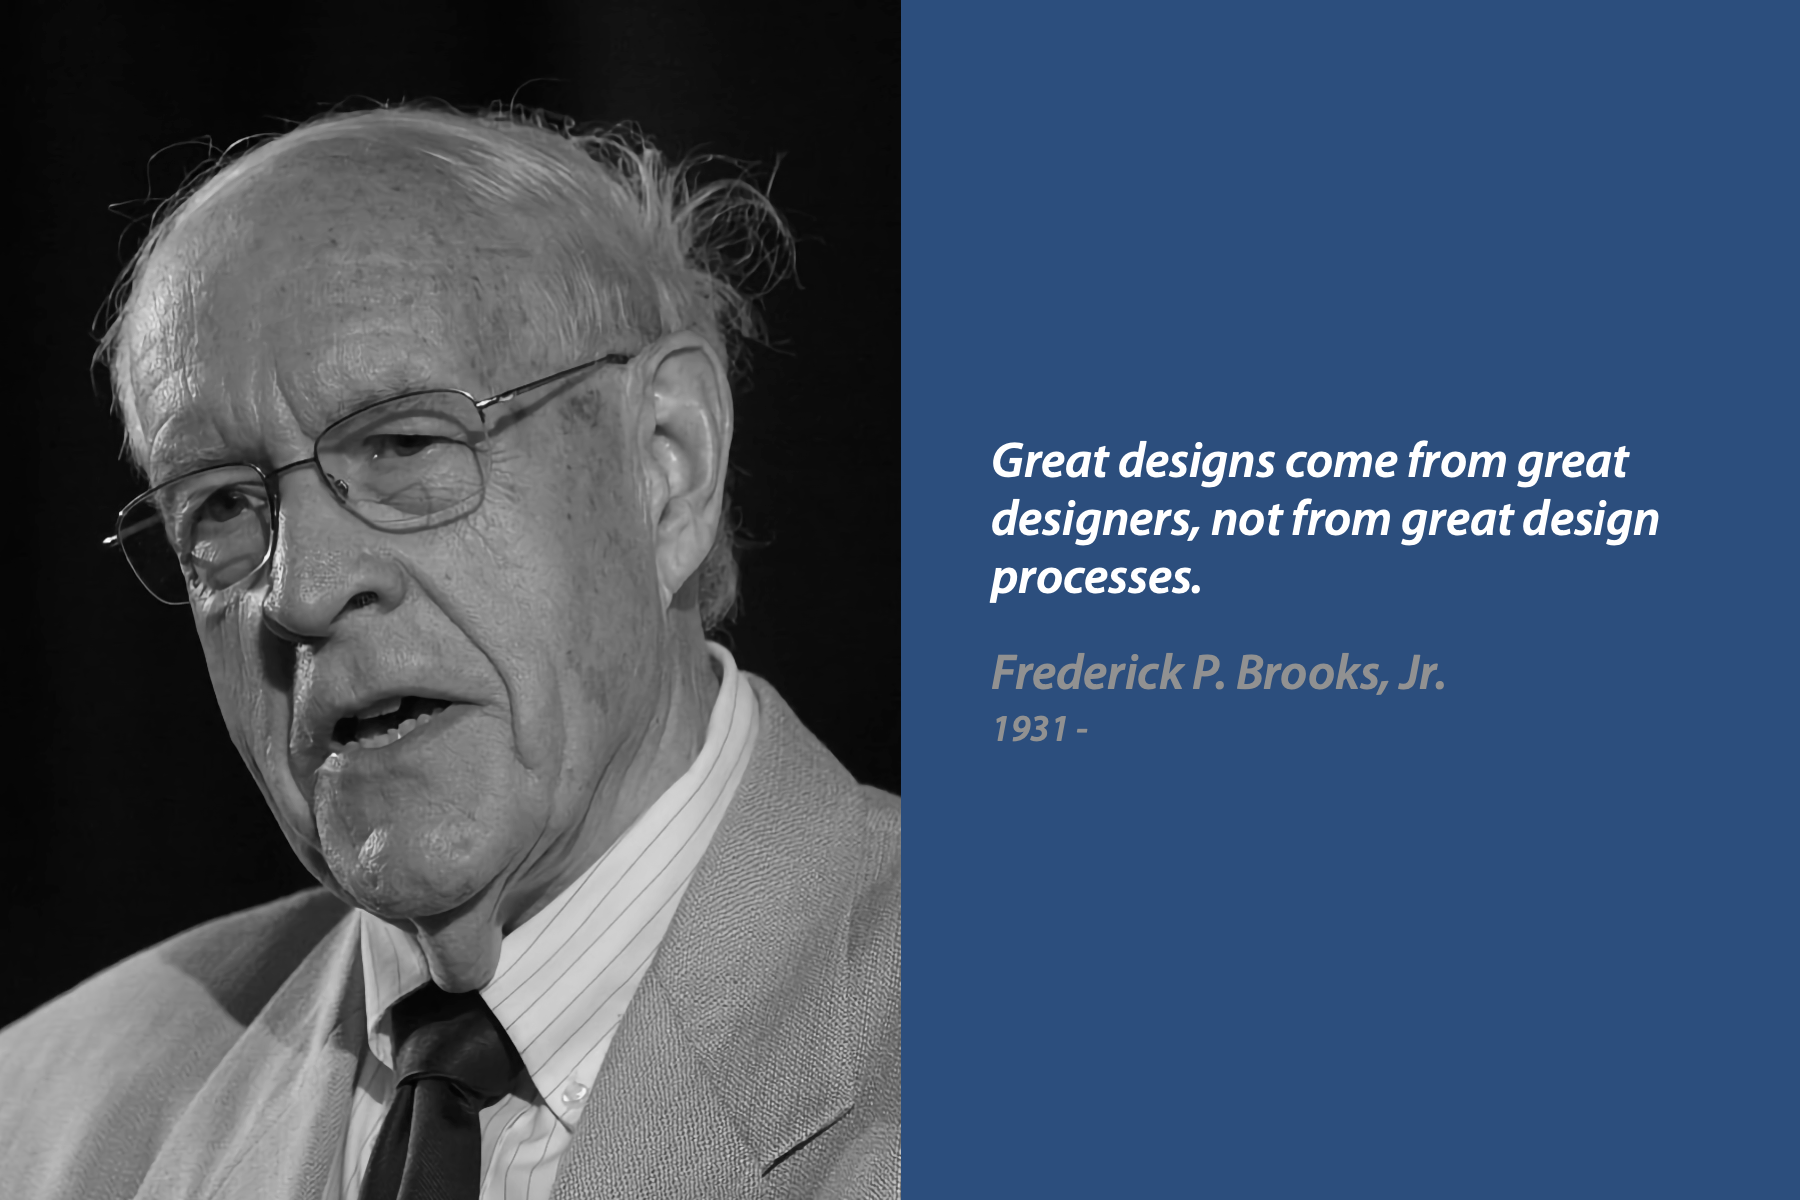 Great designs come from great
designers, not from great design
processes.
Frederick P. Brooks, Jr.
1931 -